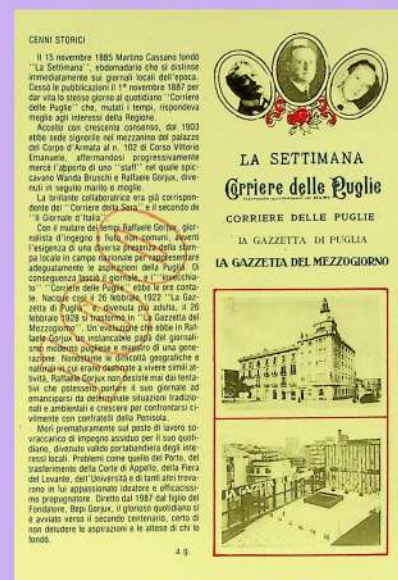 CENNI STORICI
Il 15 novembre 1885 Martino Cassano fondò
"La Settimana", ebdomadario che si distinse
immediatamente sui giornali locali dell'epoca.
Cessò le pubblicazioni il 1º novembre 1887 per
dar vita lo stesso giorno al quotidiano "Corriere
delle Puglie" che, mutati i tempi, rispondeva
meglio agli interessi della Regione.
Accolto con crescente consenso, dal 1903
ebbe sede signorile nel mezzanino del palazzo
del Corpo d'Armata al n. 102 di Corso Vittorio
Emanuele, affermandosi progressivamente
mercè l'apporto di uno "staff" nel quale spic-
cavano Wanda Bruschi e Raffaele Gorjux, dive-
nuti in seguito marito e moglie.
La brillante collaboratrice era già corrispon-
dente del "Corriere della Sera" e il secondo de
"Il Giornale d'Italia".
Con il mutare dei tempi Raffaele Gorjux, gior-
nalista d'ingegno e fiuto non comuni, avvertì
l'esigenza di una diversa presenza della stam-
pa locale in campo nazionale per rappresentare
adeguatamente le aspirazioni della Puglia. Di
conseguenza lasciò il giornale, e l'"invecchia-
to" "Corriere delle Puglie" ebbe le ore conta-
te. Nacque così il 26 febbraio 1922 "La Gaz-
zetta di Puglia" e, divenuta più adulta, il 26
febbraio 1928 si trasformò in "La Gazzetta del
Mezzogiorno". Un'evoluzione che ebbe in Raf-
faele Gorjux un instancabile papà del giornali-
smo moderno pugliese e maestro di una gene-
razione. Nonostante le difficoltà geografiche e
naturali in cui erano destinate a vivere simili at-
tività, Raffaele Gorjux non desisté mai dai tenta-
tivi che potessero portare il suo giornale ad
emanciparsi da determinate situazioni tradizio-
nali e ambientali e crescere per confrontarsi ci-
vilmente con confratelli della Penisola.
Morì prematuramente sul posto di lavoro so-
vraccarico di impegno assiduo per il suo quoti-
diano, divenuto valide portabandiera degli inte-
ressi locali. Problemi come quello del Porto, del
trasferimento della Corte di Appello, della Fiera
del Levante, dell'Università e di tanti altri trova-
rono in lui appassionato ideatore e efficacissi-
mo propugnatore. Diretto dal 1987 dal figlio del
Fondatore, Bepi Gorjux, il glorioso quotidiano si
è avviato verso il secondo centenario, certo di
non deludere le aspirazioni e le attese di chi lo
fondò.
a.g.
LA SETTIMANA
Corriere delle Puglie
CORRIERE DELLE PUGLIE
LA GAZZETTA DI PUGLIA
LA GAZZETTA DEL MEZZOGIORNO
LA GAZZETTA